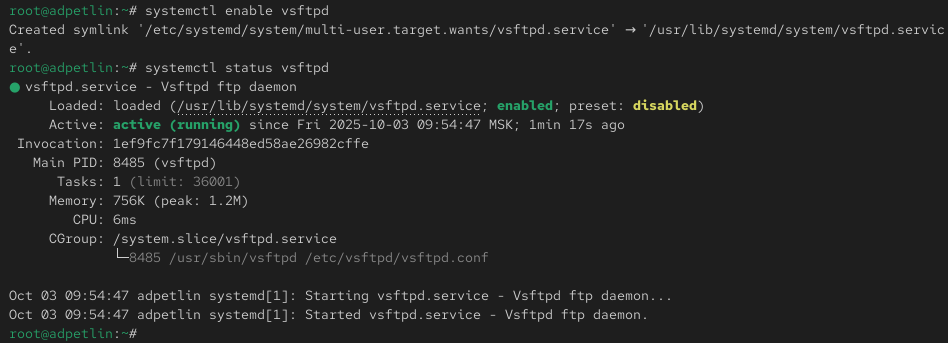 root@adpetlin:~# systemctl enable vsftpd
Created symlink '/etc/systemd/system/multi-user.target.wants/vsftpd.service' → '/usr/lib/systemd/system/vsftpd.servic
e'.
root@adpetlin:~# systemctl status vsftpd
● vsftpd.service - Vsftpd ftp daemon
     Loaded: loaded (/usr/lib/systemd/system/vsftpd.service; enabled; preset: disabled)
     Active: active (running) since Fri 2025-10-03 09:54:47 MSK; 1min 17s ago
 Invocation: 1ef9fc7f179146448ed58ae26982cffe
   Main PID: 8485 (vsftpd)
      Tasks: 1 (limit: 36001)
     Memory: 756K (peak: 1.2M)
        CPU: 6ms
     CGroup: /system.slice/vsftpd.service
             └─8485 /usr/sbin/vsftpd /etc/vsftpd/vsftpd.conf

Oct 03 09:54:47 adpetlin systemd[1]: Starting vsftpd.service - Vsftpd ftp daemon...
Oct 03 09:54:47 adpetlin systemd[1]: Started vsftpd.service - Vsftpd ftp daemon.
root@adpetlin:~#